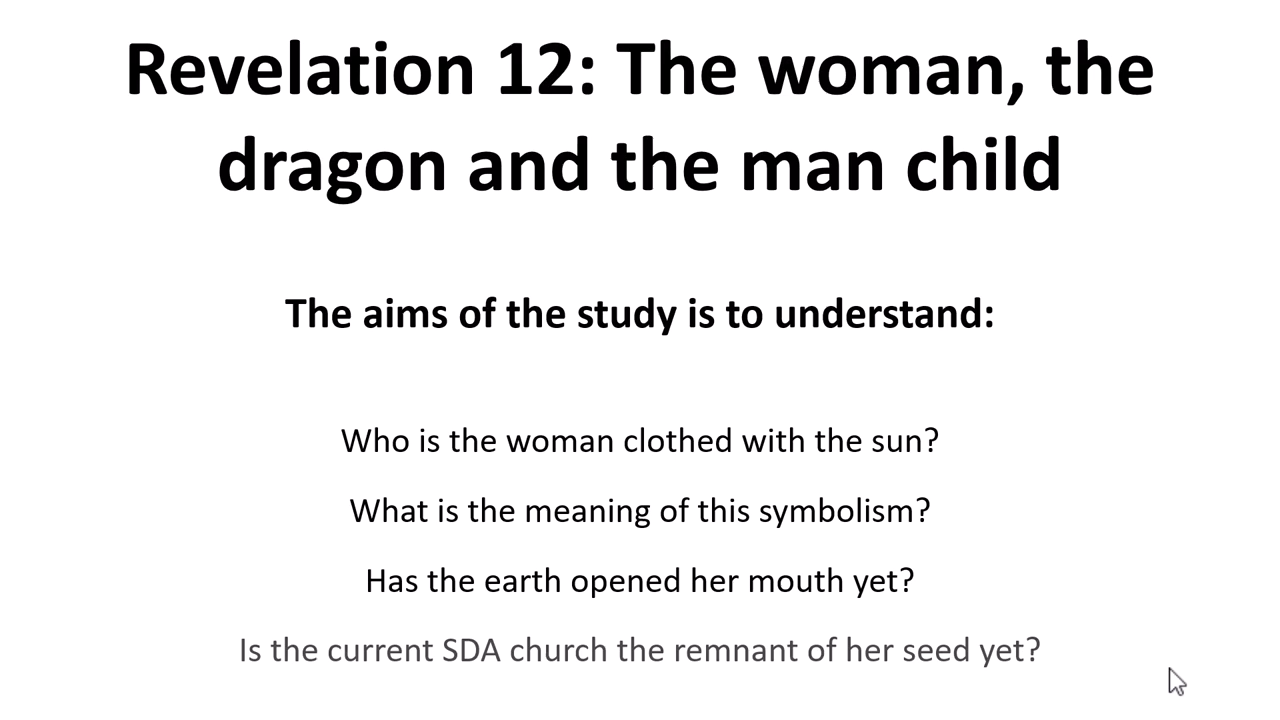 Revelation 12: The woman, the
dragon and the man child
The aims of the study is to understand:
Who is the woman clothed with the sun?
What is the meaning of this symbolism?
Has the earth opened her mouth yet?
Is the current SDA church the remnant of her seed yet?